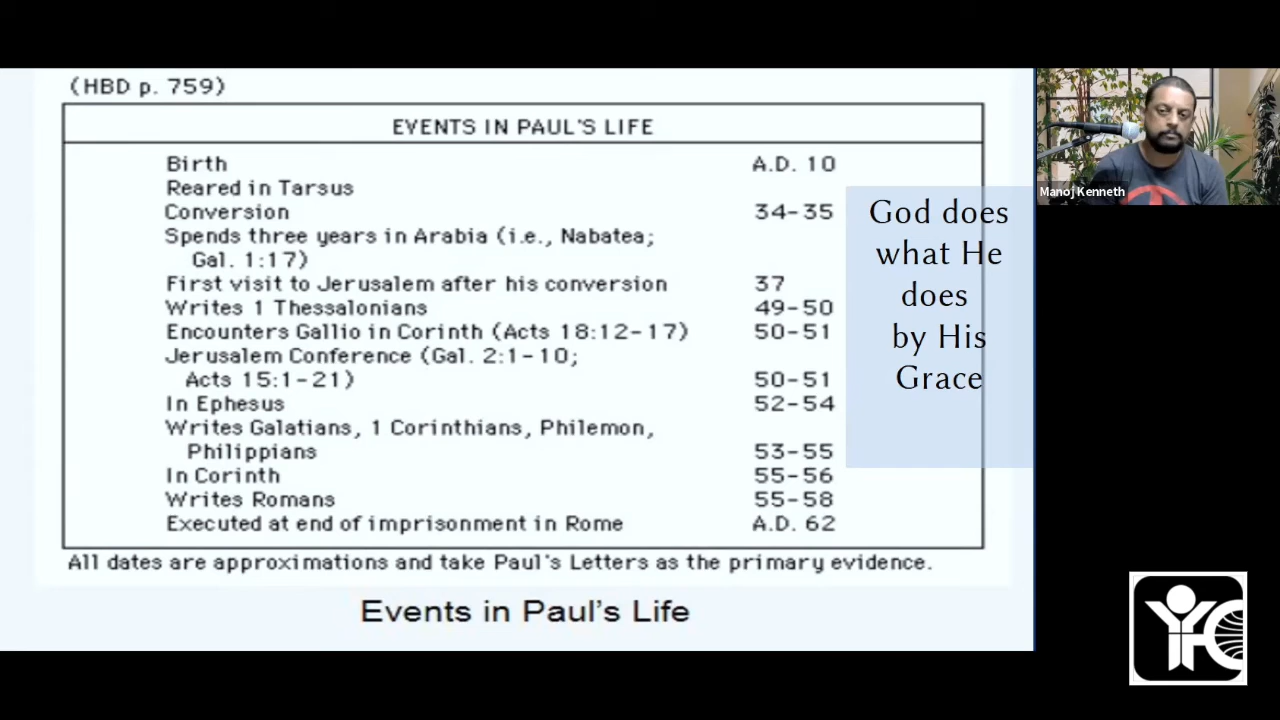 (HBD p. 759)
EVENTS IN PAUL'S LIFE
Birth A.D. 10
Reared in Tarsus
Conversion 34-35
Spends three years in Arabia (i.e., Nabatea;
Gal. 1:17)
First visit to Jerusalem after his conversion 37
Writes 1 Thessalonians 49-50
Encounters Gallio in Corinth (Acts 18:12-17) 50-51
Jerusalem Conference (Gal. 2:1-10;
Acts 15:1-21) 50-51
In Ephesus 52-54
Writes Galatians, 1 Corinthians, Philemon,
Philippians 53-55
In Corinth 55-56
Writes Romans 55-58
Executed at end of imprisonment in Rome A.D. 62
All dates are approximations and take Paul's Letters as the primary evidence.
Events in Paul's Life
God does
what He
does
by His
Grace
Manoj Kenneth
YFC